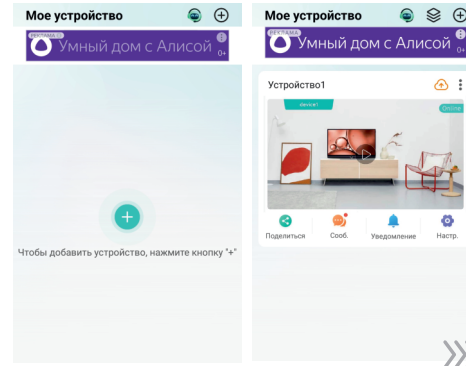 Мое устройство
РЕКЛАМА
Умный дом с Алисой
0+
Чтобы добавить устройство, нажмите кнопку "+"
Мое устройство
РЕКЛАМА
Умный дом с Алисой
0+
Устройство1
device1
Online
Поделиться
Сооб.
Уведомление
Настр.